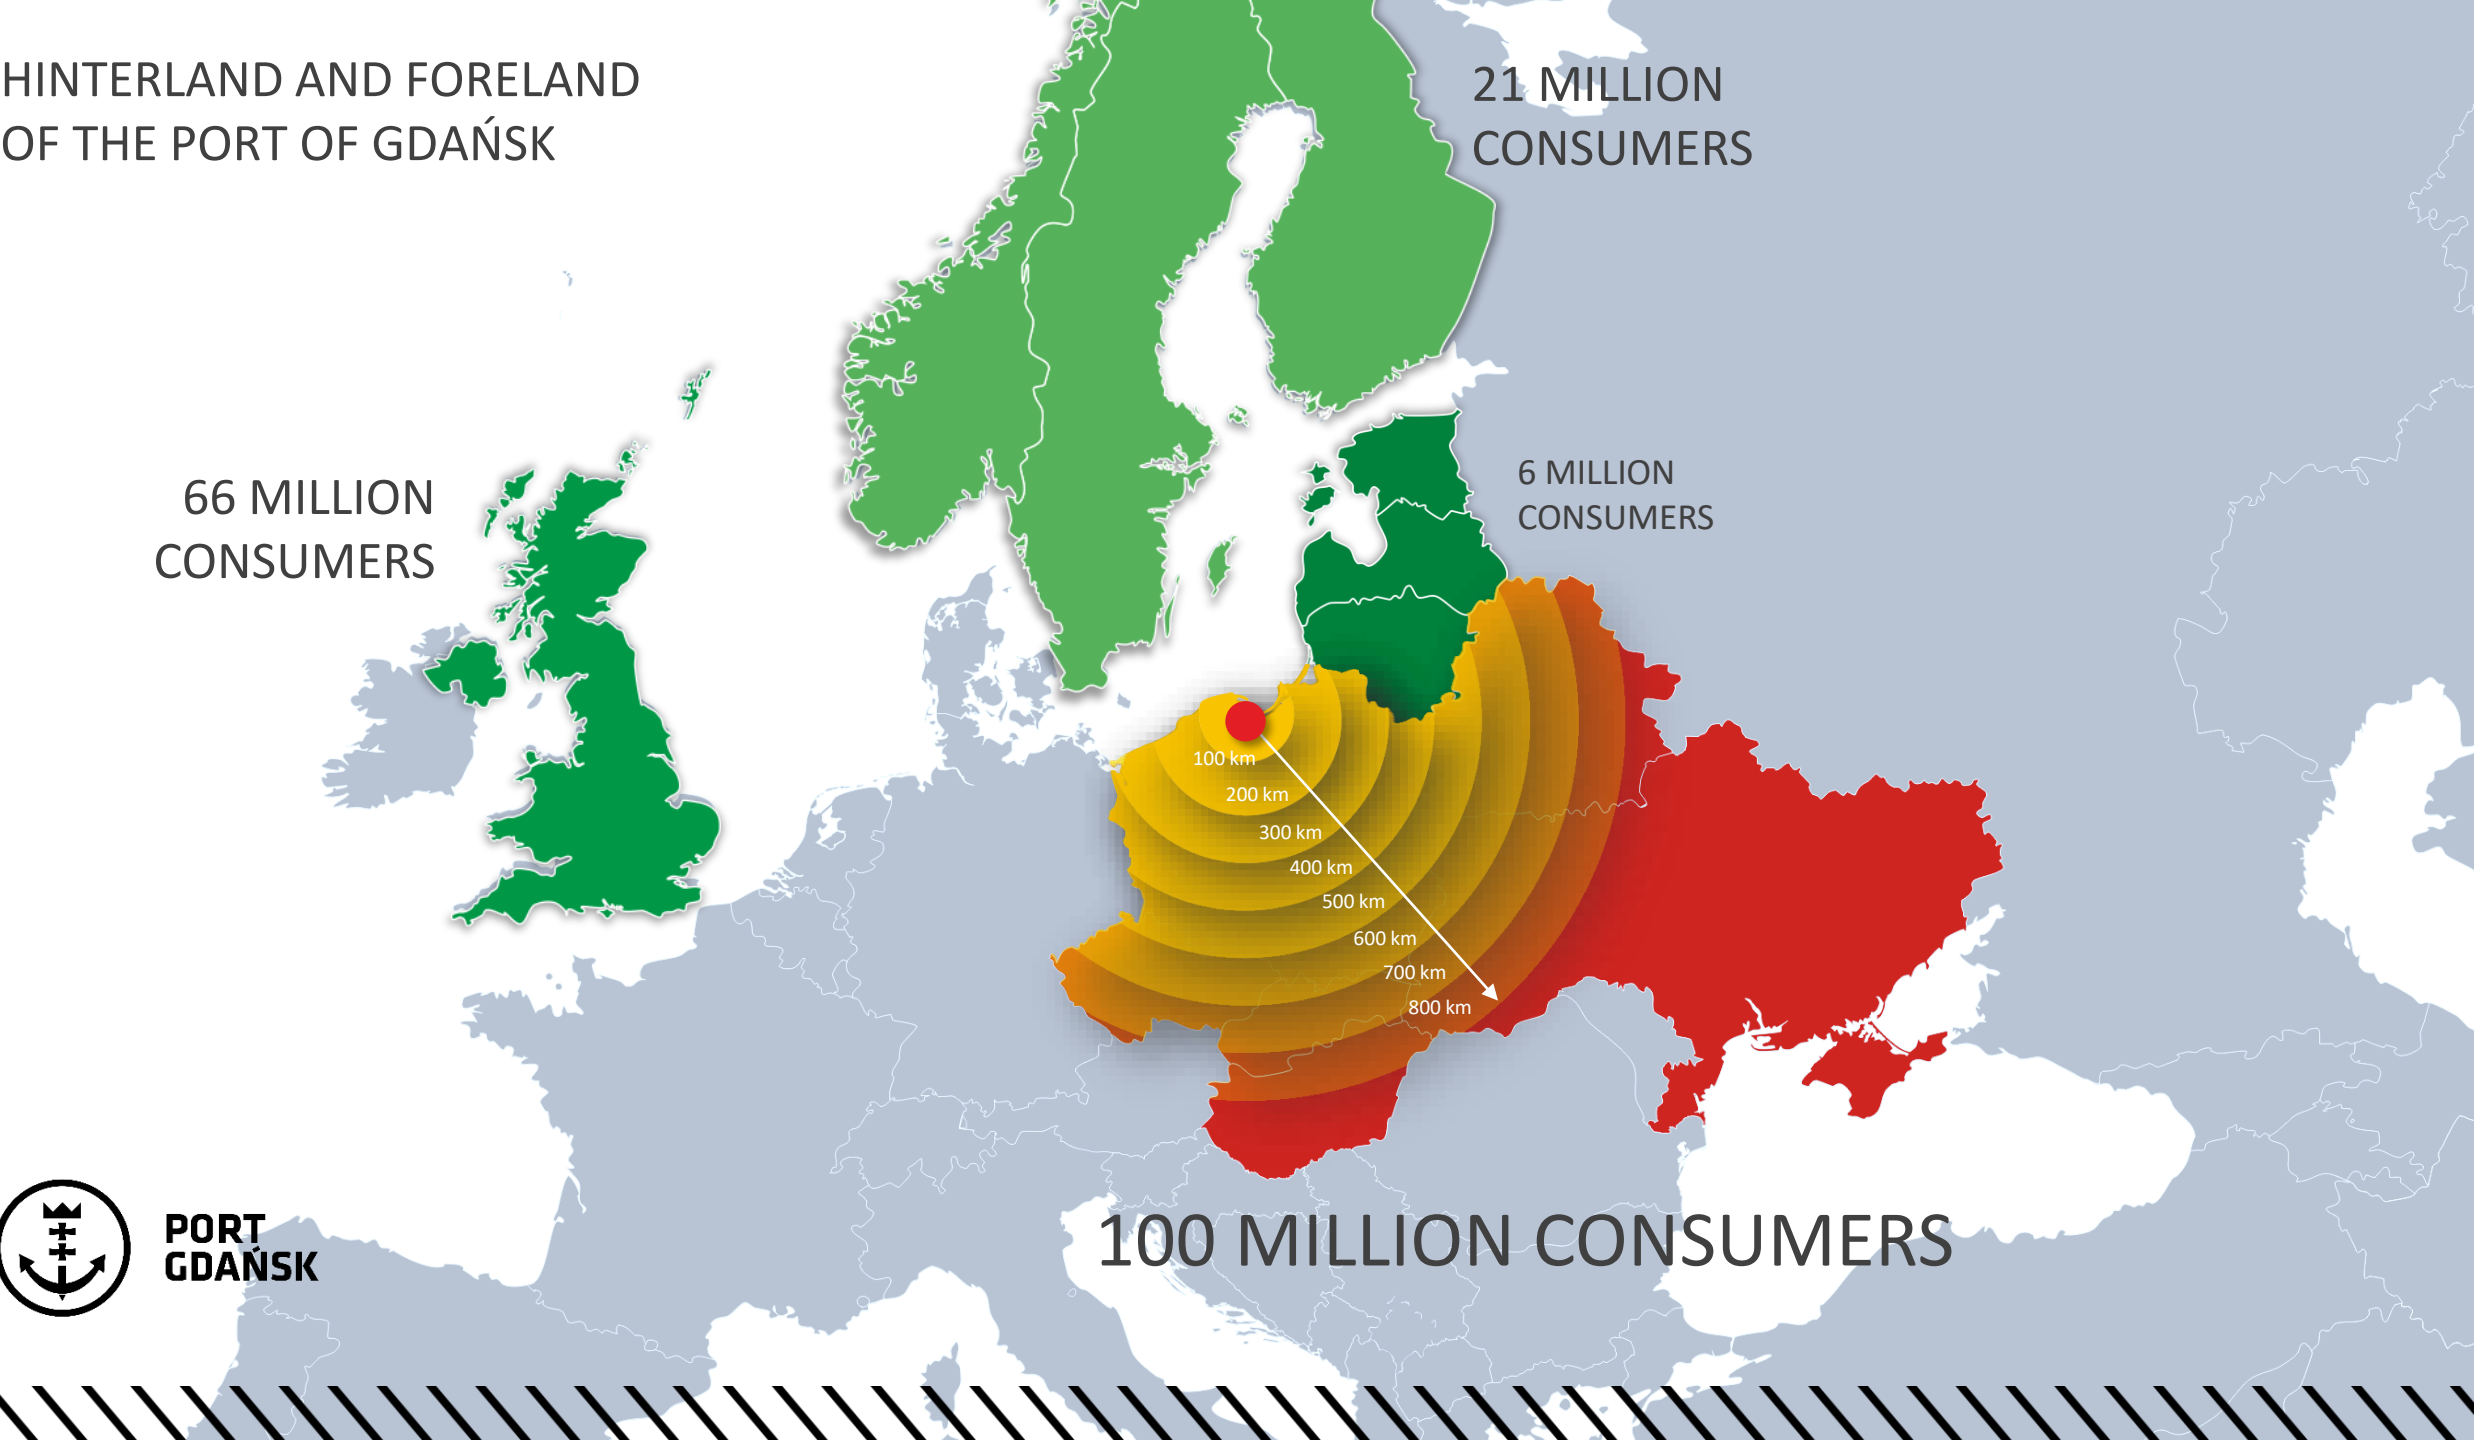 HINTERLAND AND FORELAND
OF THE PORT OF GDAŃSK
21 MILLION
CONSUMERS
66 MILLION
CONSUMERS
6 MILLION
CONSUMERS
100 km
200 km
300 km
400 km
500 km
600 km
700 km
800 km
100 MILLION CONSUMERS
PORT
GDAŃSK